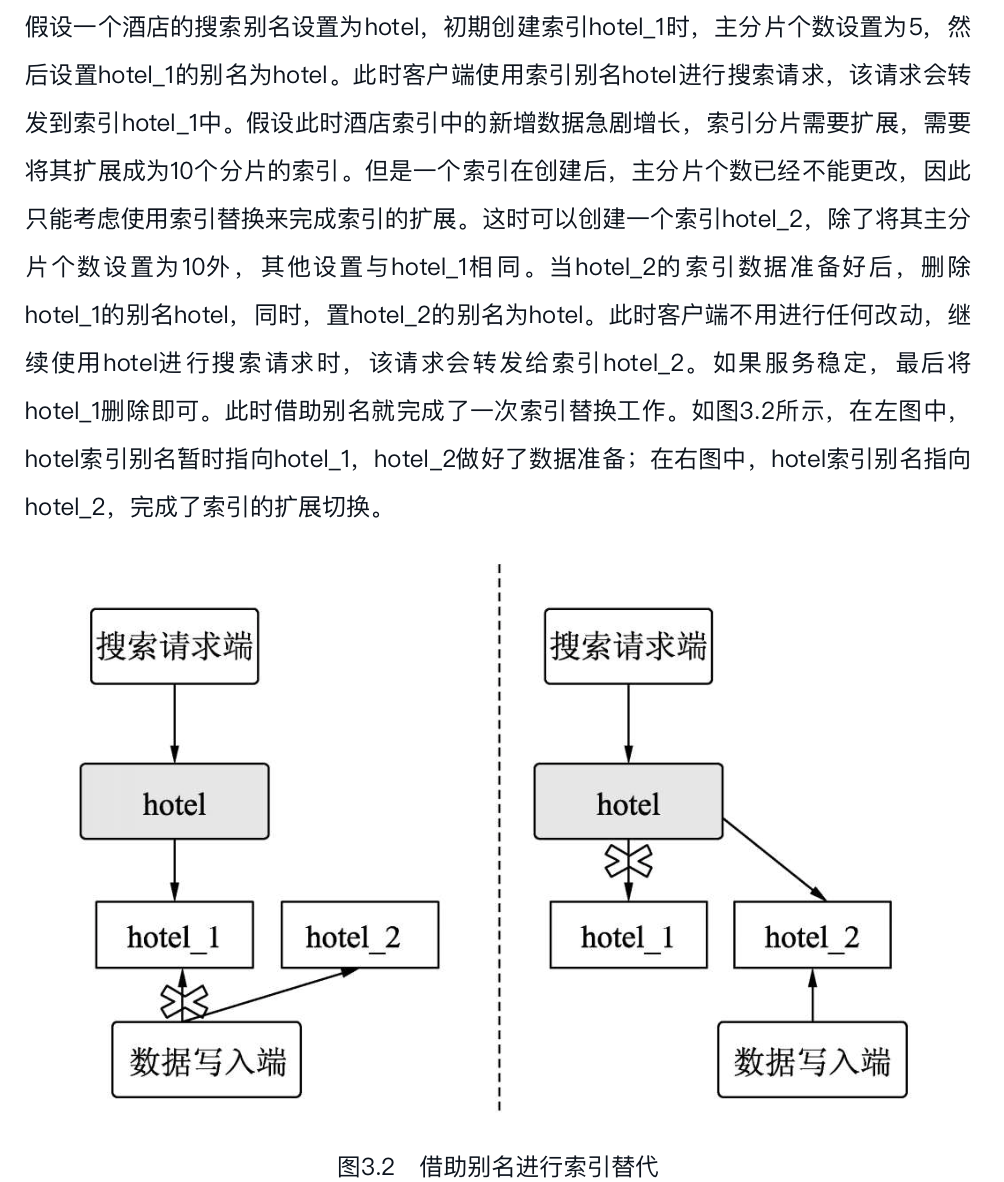 假设一个酒店的搜索别名设置为hotel，初期创建索引hotel_1时，主分片个数设置为5，然
后设置hotel_1的别名为hotel。此时客户端使用索引别名hotel进行搜索请求，该请求会转
发到索引hotel_1中。假设此时酒店索引中的新增数据急剧增长，索引分片需要扩展，需要
将其扩展成为10个分片的索引。但是一个索引在创建后，主分片个数已经不能更改，因此
只能考虑使用索引替换来完成索引的扩展。这时可以创建一个索引hotel_2，除了将其主分
片个数设置为10外，其他设置与hotel_1相同。当hotel_2的索引数据准备好后，删除
hotel_1的别名hotel，同时，置hotel_2的别名为hotel。此时客户端不用进行任何改动，继
续使用hotel进行搜索请求时，该请求会转发给索引hotel_2。如果服务稳定，最后将
hotel_1删除即可。此时借助别名就完成了一次索引替换工作。如图3.2所示，在左图中，
hotel索引别名暂时指向hotel_1，hotel_2做好了数据准备；在右图中，hotel索引别名指向
hotel_2，完成了索引的扩展切换。
搜索请求端
hotel
hotel_1
hotel_2
数据写入端
搜索请求端
hotel
hotel_1
hotel_2
数据写入端
图3.2 借助别名进行索引替代